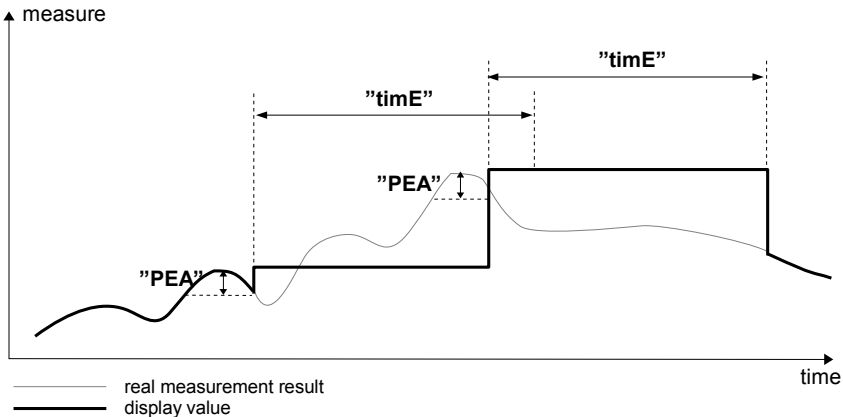 measure
”timE”
”timE”
”PEA”
”PEA”
time
real measurement result
display value